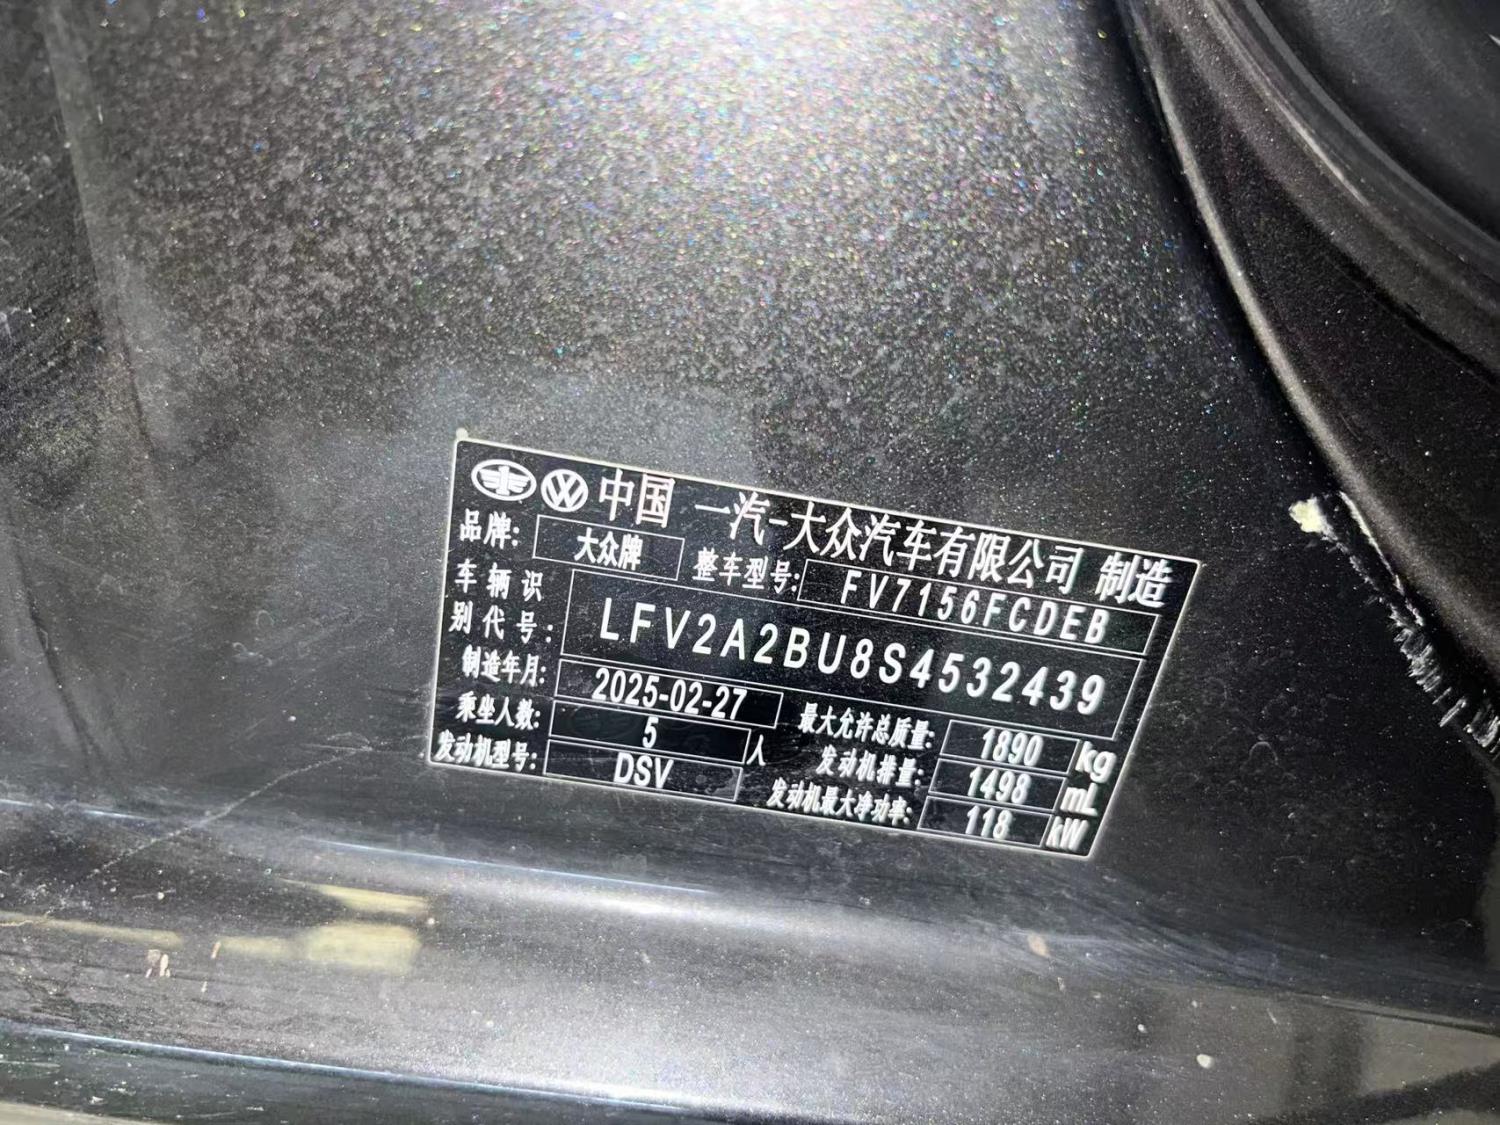 中国 一汽-大众汽车有限公司 制造
品牌: 大众牌 整车型号: FV7156FCDEB
车辆识别代号: LFV2A2BU8S4532439
制造年月: 2025-02-27
乘坐人数: 5 人
发动机型号: DSV
最大允许总质量: 1890 kg
发动机排量: 1498 mL
发动机最大净功率: 118 kW